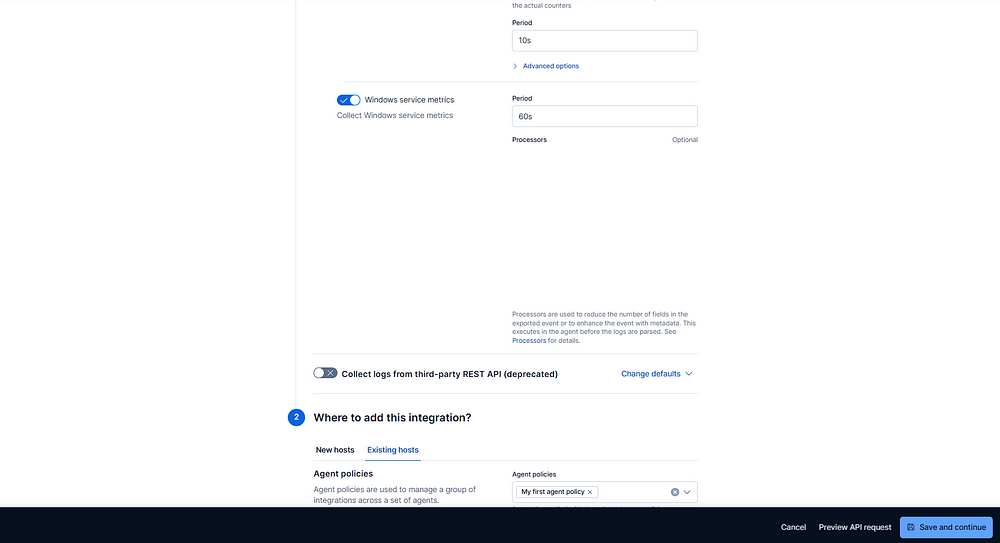 the actual counters
Period
10s
Advanced options
Windows service metrics
Collect Windows service metrics
Period
60s
Processors
Optional
Processors are used to reduce the number of fields in the
exported event or to enhance the event with metadata. This
executes in the agent before the logs are parsed. See
Processors for details.
Collect logs from third-party REST API (deprecated)
Change defaults
2
Where to add this integration?
New hosts
Existing hosts
Agent policies
Agent policies are used to manage a group of
integrations across a set of agents.
Agent policies
My first agent policy
Cancel
Preview API request
Save and continue